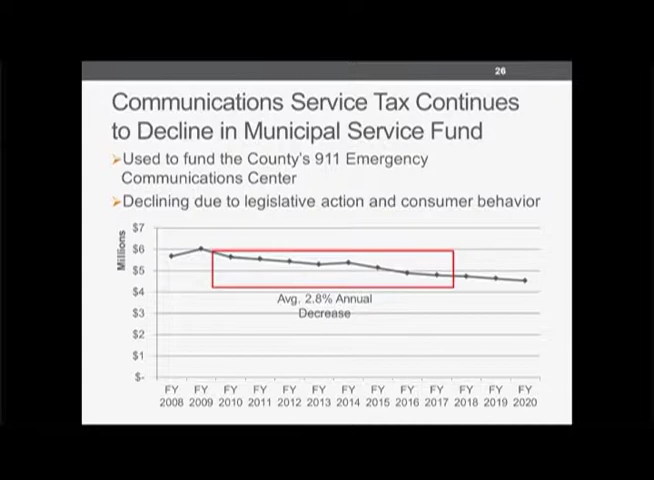 26
Communications Service Tax Continues
to Decline in Municipal Service Fund
➢Used to fund the County's 911 Emergency
Communications Center
➢Declining due to legislative action and consumer behavior
Millions
$7
$6
$5
$4
$3
$2
$1
$-
Avg. 2.8% Annual
Decrease
FY FY FY FY FY FY FY FY FY FY FY FY FY
2008 2009 2010 2011 2012 2013 2014 2015 2016 2017 2018 2019 2020